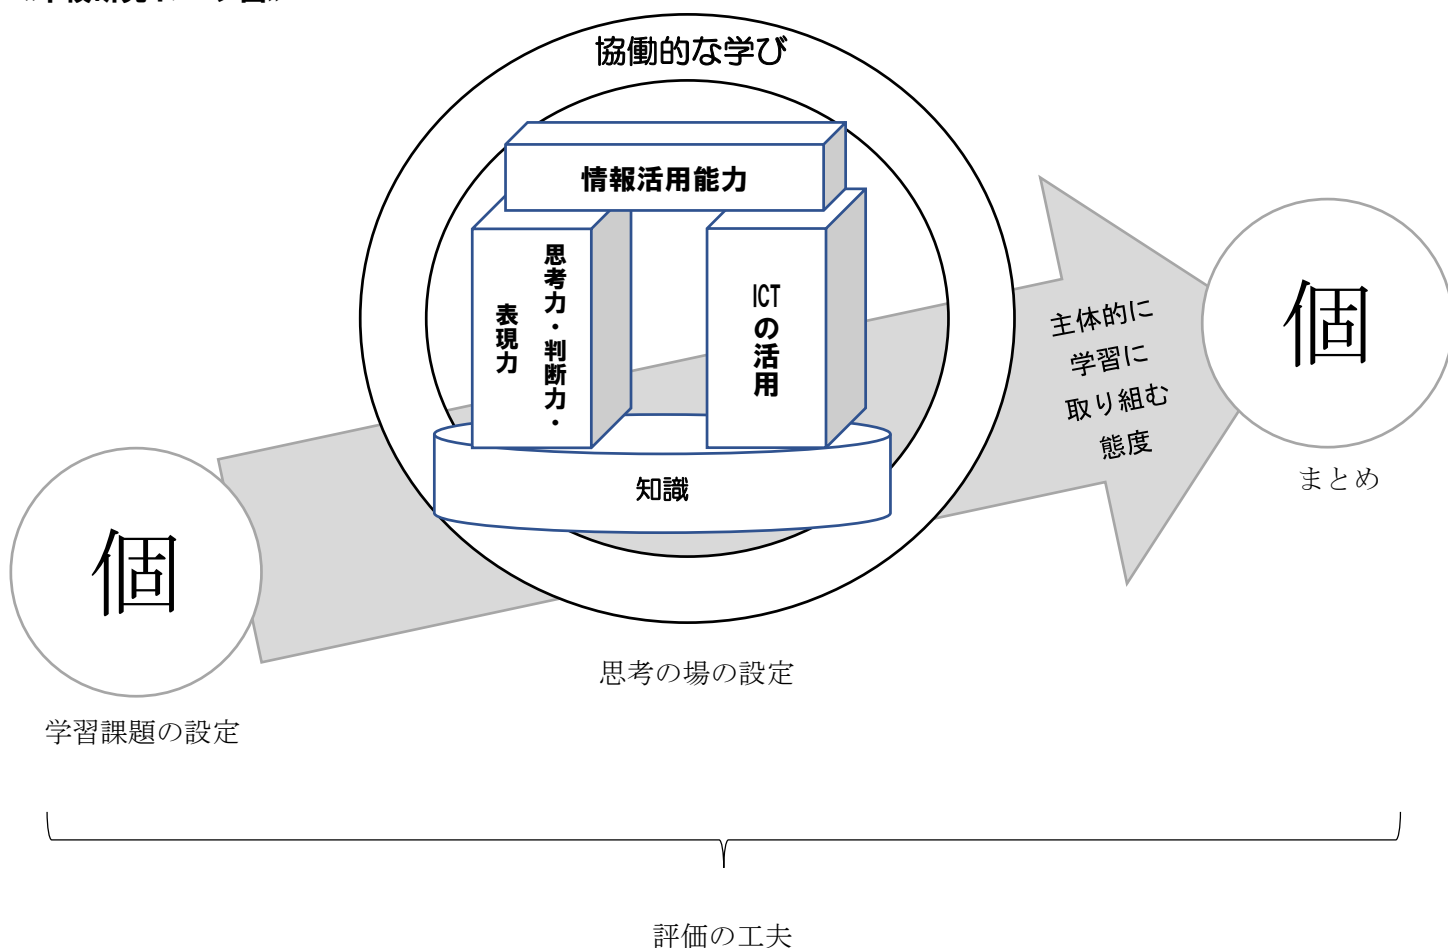 協働的な学び
情報活用能力
思考力・判断力・
表現力
ICTの活用
知識
主体的に
学習に
取り組む
態度
個
まとめ
個
学習課題の設定
思考の場の設定
評価の工夫